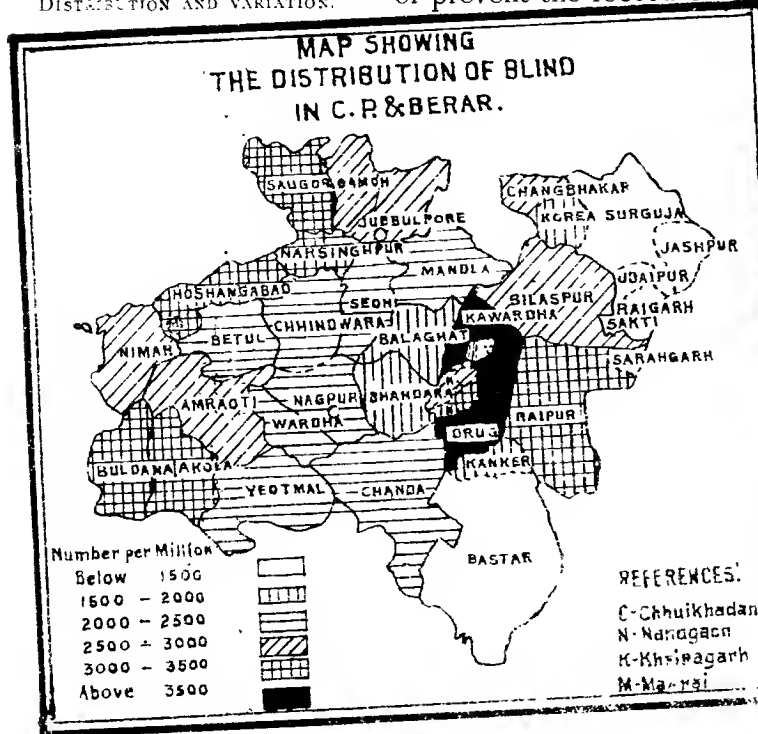 DISTRIBUTION AND VARIATION.
or prevent the
MAP SHOWING
THE DISTRIBUTION OF BLIND
IN C.P. & BERAR.
SAUGOR
DAMOH
JUBBULPORE
CHANGBHAKAR
KOREA
SURGUJA
JASHPUR
UDAIPUR
NARSINGHPUR
MANDLA
HOSHANGABAD
SEONI
BILASPUR
RAIGARH
SAKTI
NIMAR
BETUL
CHHINDWARA
BALAGHAT
KAWARDHA
SARAHGARH
AMRAOTI
NAGPUR
BHANDARA
WARDHA
DRUG
RAIPUR
BULDANA
AKOLA
KANKER
YEOTMAL
CHANDA
BASTAR
Number per Million
Below 1500
1500 - 2000
2000 - 2500
2500 - 3000
3000 - 3500
Above 3500
REFERENCES:
C-Chhuikhadan
N-Nandgaon
K-Khairagarh